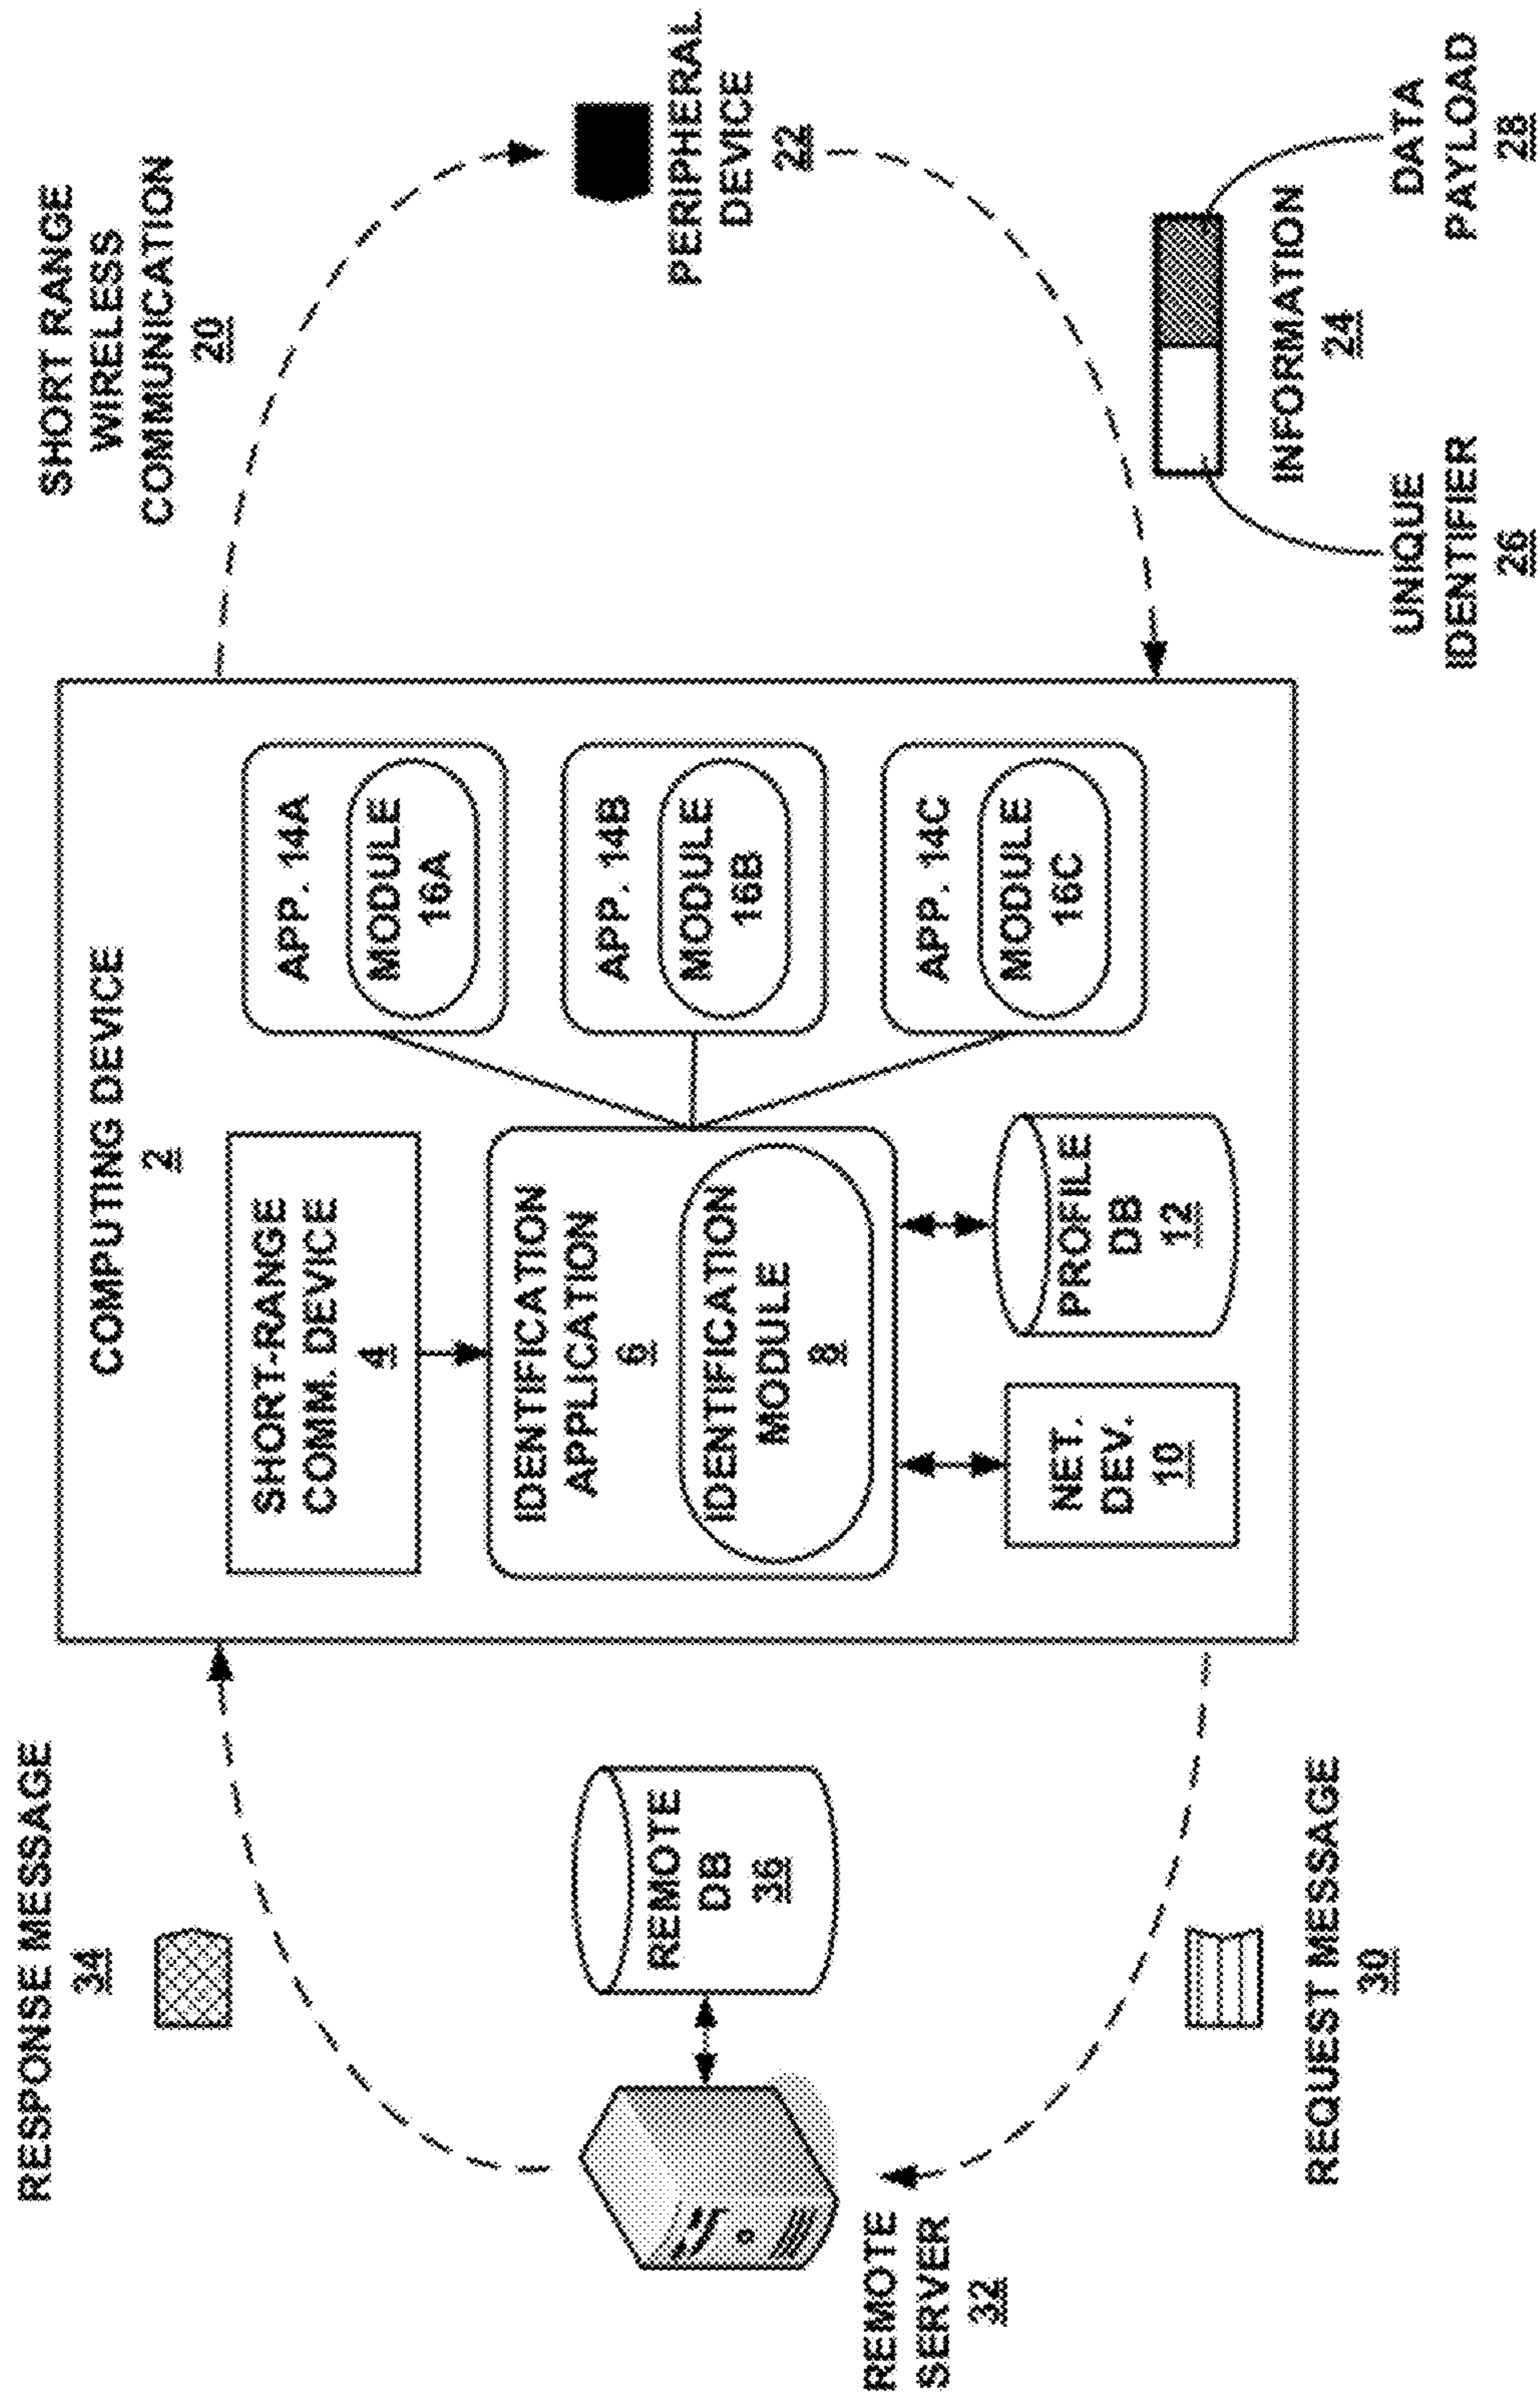 RESPONSE MESSAGE
34
COMPUTING DEVICE
2
SHORT RANGE
WIRELESS
COMMUNICATION
20
SHORT-RANGE
COMM. DEVICE
4
APP. 14A
MODULE
16A
IDENTIFICATION
APPLICATION
6
IDENTIFICATION
MODULE
8
APP. 14B
MODULE
16B
APP. 14C
MODULE
16C
NET.
DEV.
10
PROFILE
DB
12
REMOTE
DB
36
REMOTE
SERVER
32
PERIPHERAL
DEVICE
22
REQUEST MESSAGE
30
INFORMATION
24
UNIQUE
IDENTIFIER
26
DATA
PAYLOAD
28